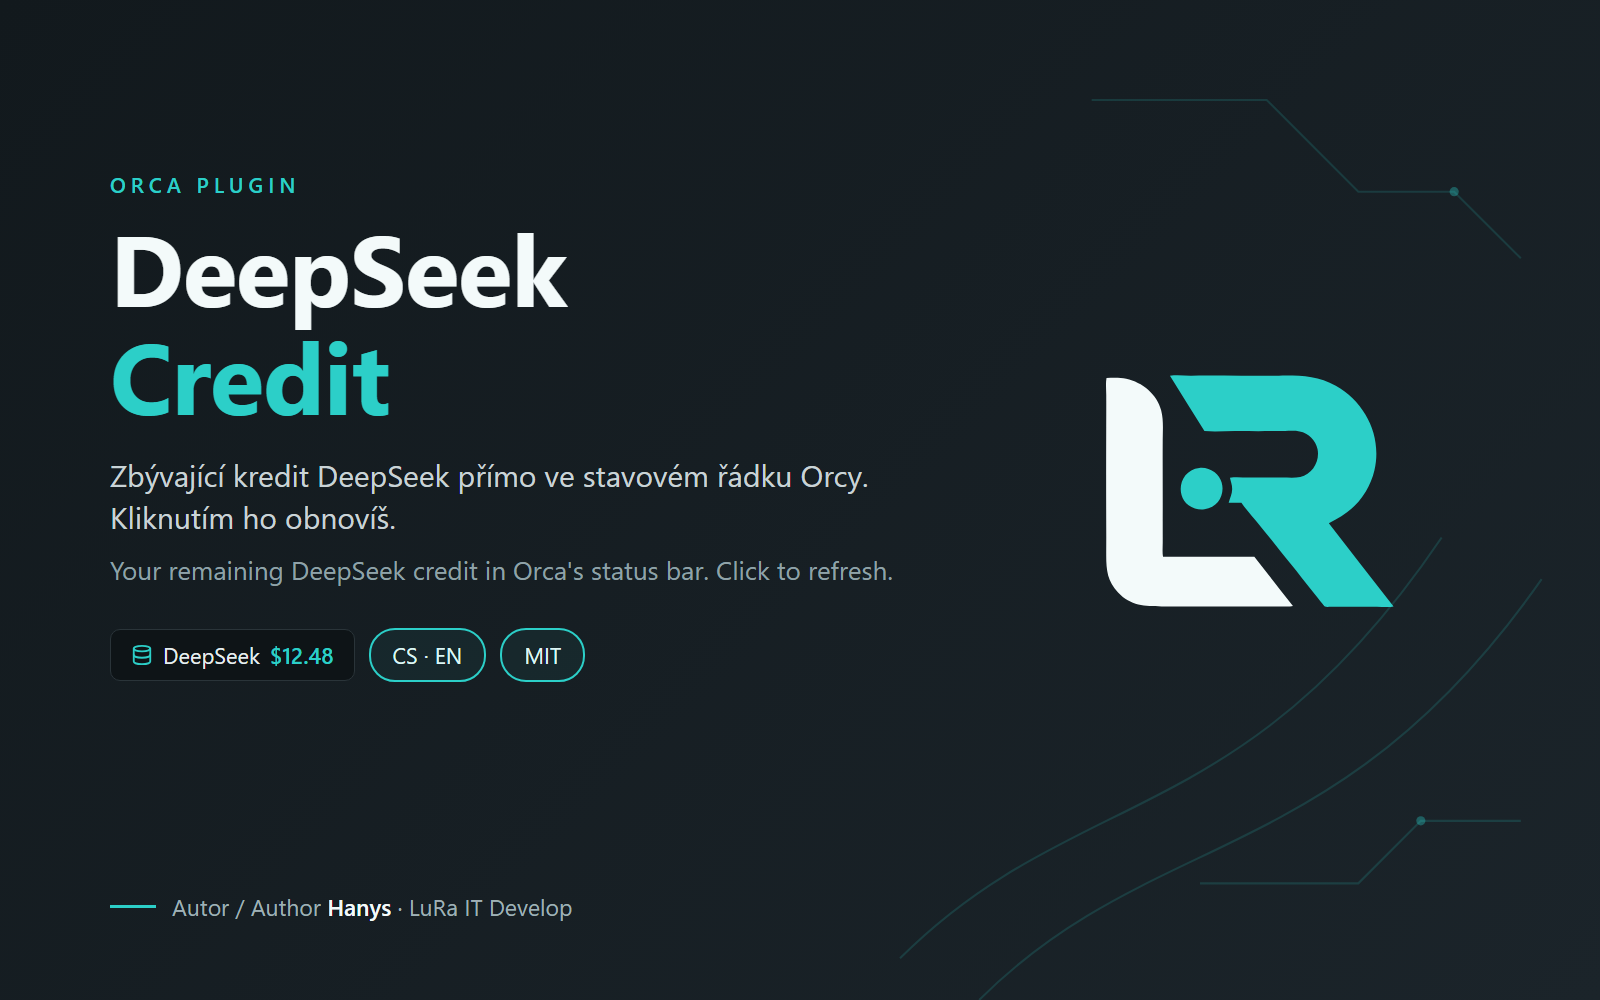 ORCA PLUGIN
DeepSeek
Credit
Zbývající kredit DeepSeek přímo ve stavovém řádku Orcy.
Kliknutím ho obnovíš.
Your remaining DeepSeek credit in Orca's status bar. Click to refresh.
DeepSeek $12.48 CS · EN MIT
LR
Autor / Author Hanys · LuRa IT Develop